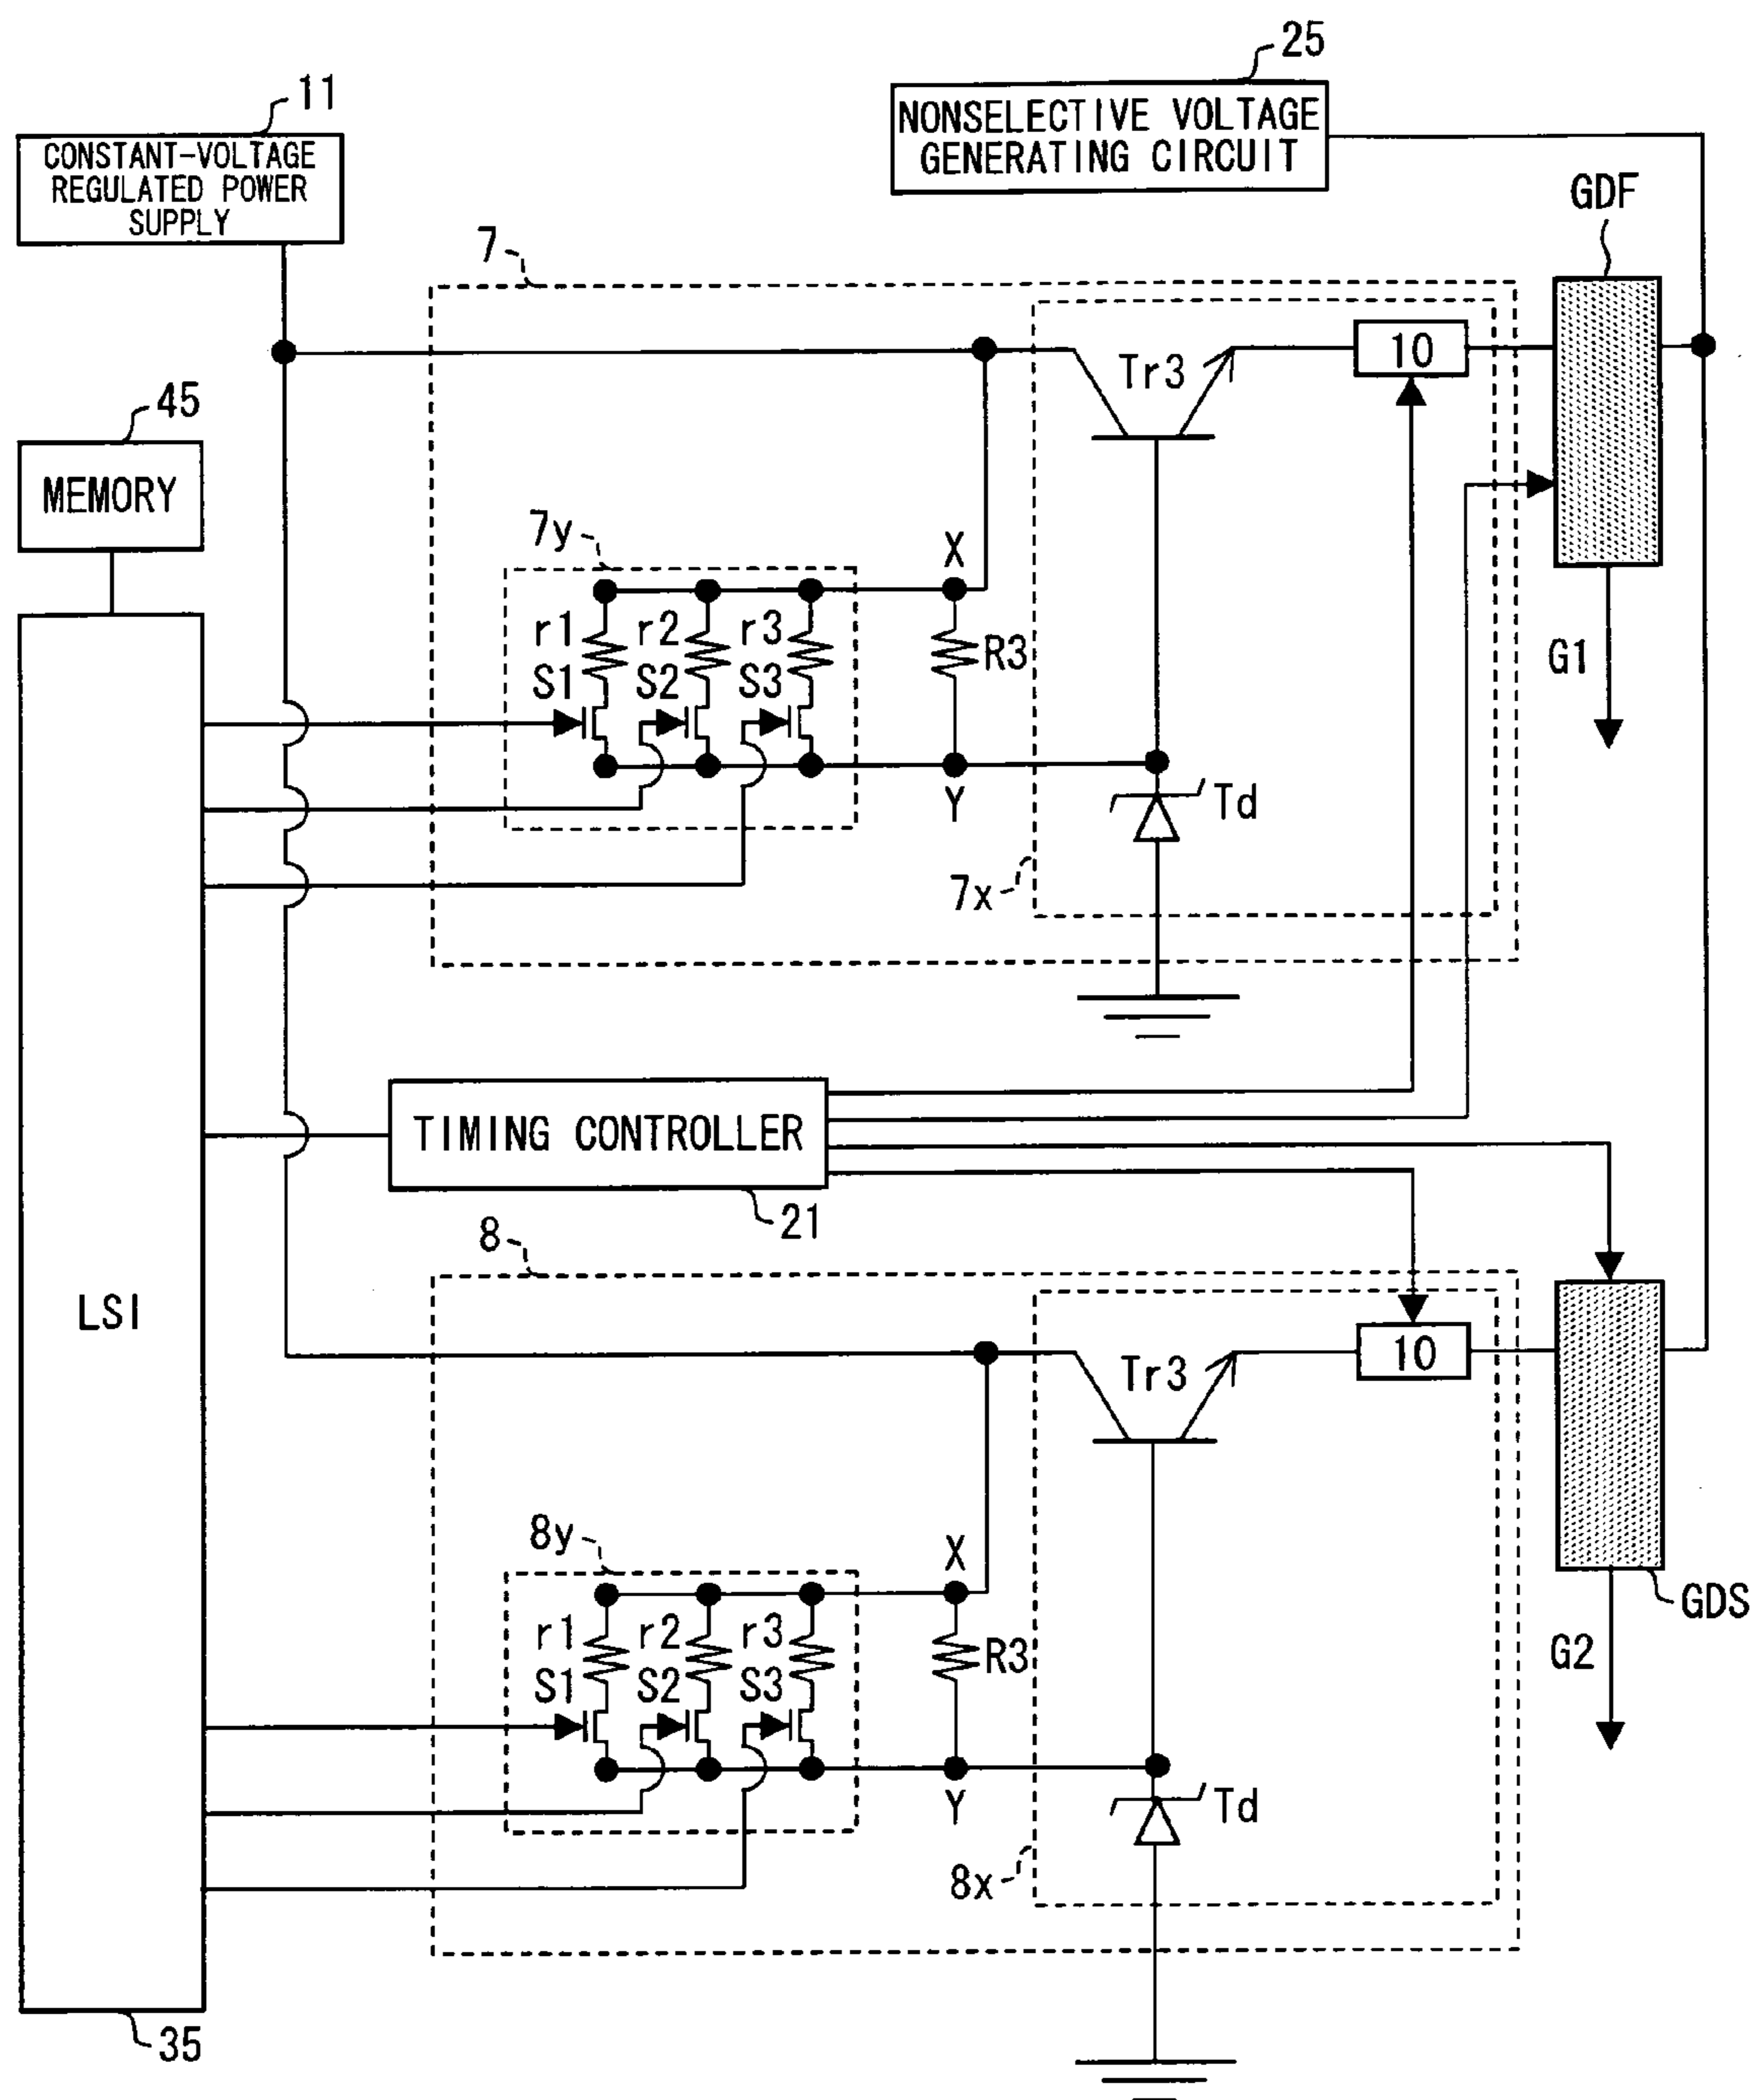 25
11
NONSELECTIVE VOLTAGE
GENERATING CIRCUIT
CONSTANT-VOLTAGE
REGULATED POWER
SUPPLY
GDF
7
Tr3
10
45
MEMORY
7y
X
r1
r2
r3
R3
S1
S2
S3
G1
Y
Td
7x
TIMING CONTROLLER
21
8
LSI
Tr3
10
8y
X
GDS
r1
r2
r3
R3
S1
S2
S3
G2
Y
Td
8x
35